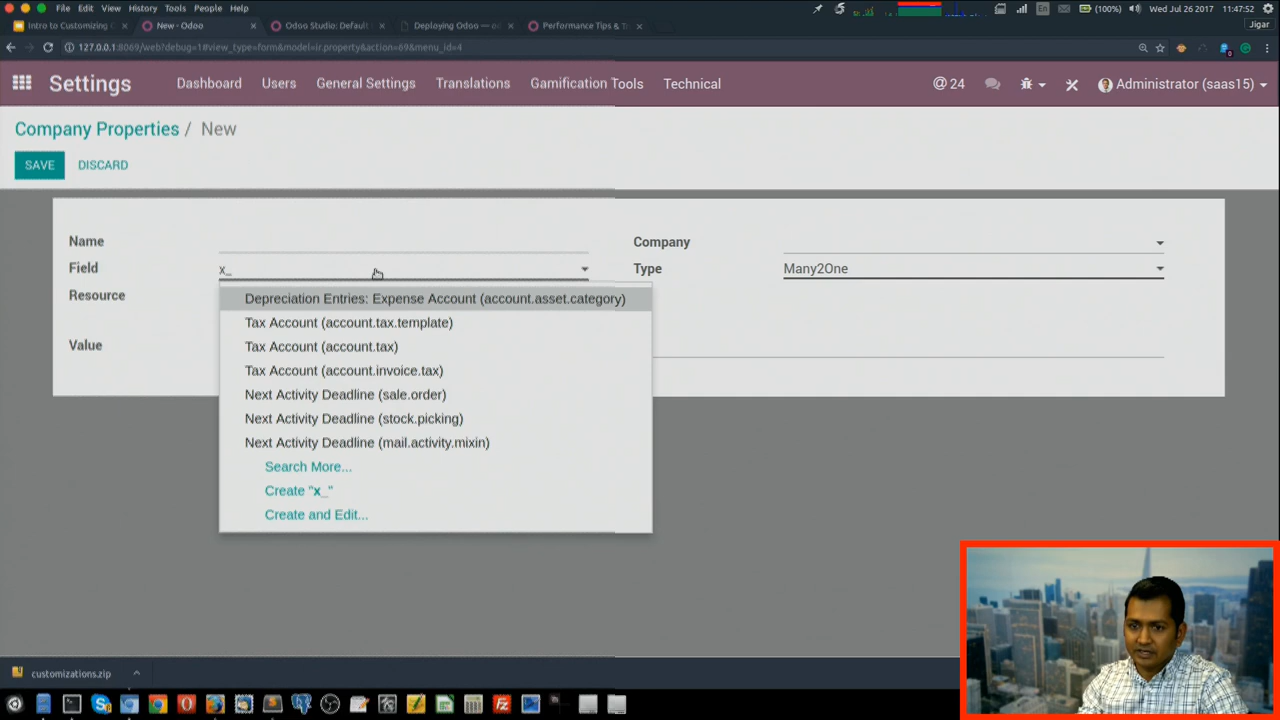 File Edit View History Tools People Help
En (100%) Wed Jul 26 2017 11:47:52
Intro to Customizing New - Odoo Odoo Studio: Default Deploying Odoo — Performance Tips & Jigar
127.0.0.1:8069/web?debug=1#view_type=form&model=ir.property&action=69&menu_id=4
Settings Dashboard Users General Settings Translations Gamification Tools Technical @ 24 Administrator (saas15)
Company Properties / New
SAVE DISCARD
Name Company
Field x_ Type Many2One
Resource
Value
Depreciation Entries: Expense Account (account.asset.category)
Tax Account (account.tax.template)
Tax Account (account.tax)
Tax Account (account.invoice.tax)
Next Activity Deadline (sale.order)
Next Activity Deadline (stock.picking)
Next Activity Deadline (mail.activity.mixin)
Search More...
Create "x_"
Create and Edit...
customizations.zip